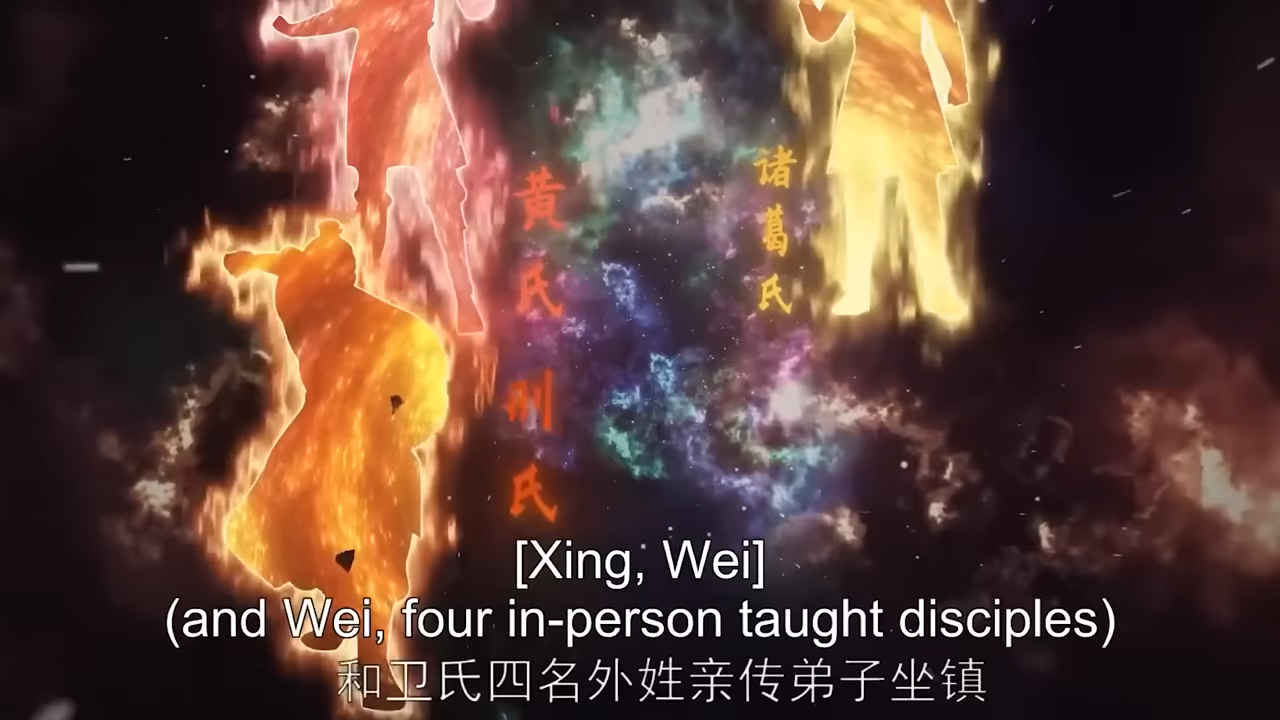 黄氏
诸葛氏
刑氏
[Xing, Wei]
(and Wei, four in-person taught disciples)
和卫氏四名外姓亲传弟子坐镇